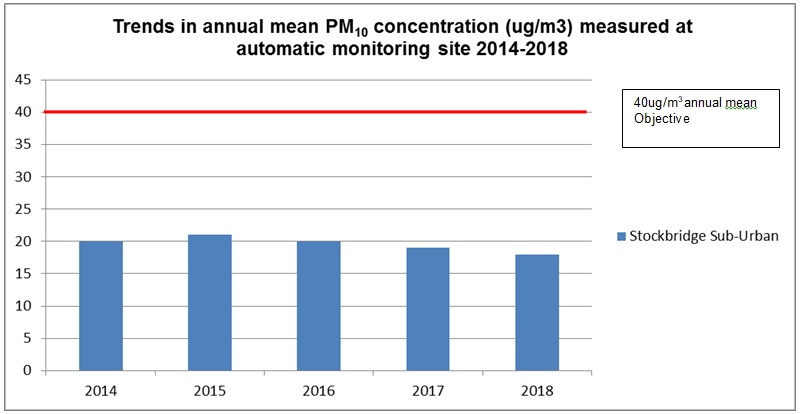 Trends in annual mean PM₁₀ concentration (ug/m3) measured at
automatic monitoring site 2014-2018
45
40
35
30
25
20
15
10
5
0
2014 2015 2016 2017 2018
40ug/m³ annual mean
Objective
Stockbridge Sub-Urban